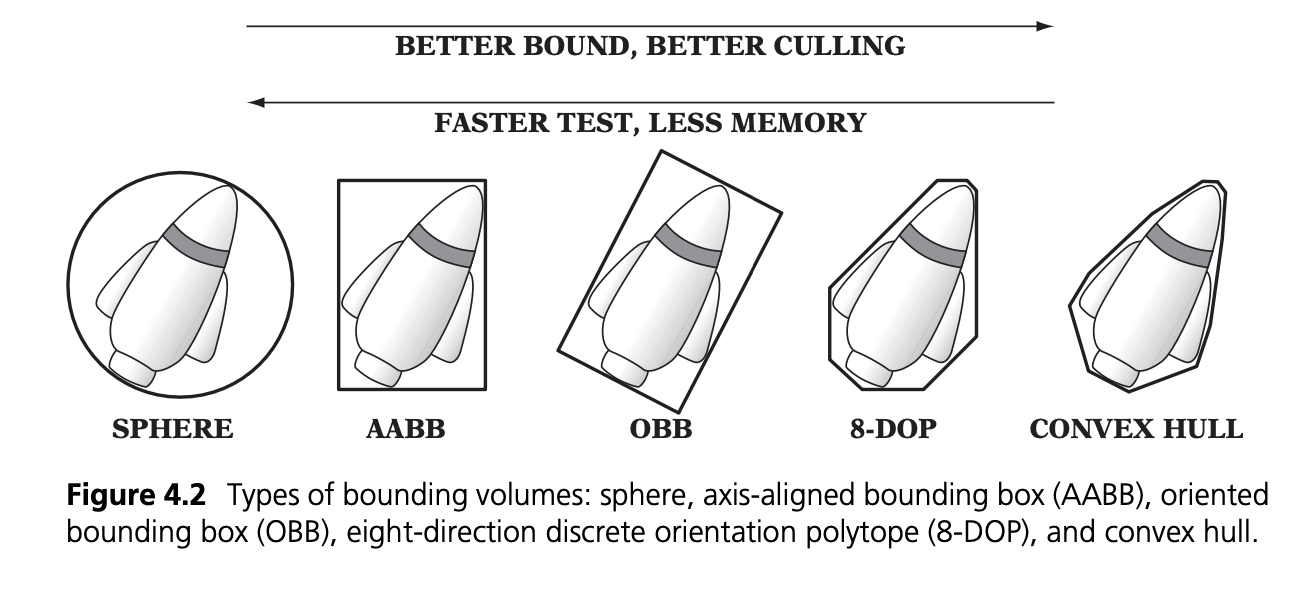 BETTER BOUND, BETTER CULLING
FASTER TEST, LESS MEMORY
SPHERE AABB OBB 8-DOP CONVEX HULL
Figure 4.2 Types of bounding volumes: sphere, axis-aligned bounding box (AABB), oriented
bounding box (OBB), eight-direction discrete orientation polytope (8-DOP), and convex hull.